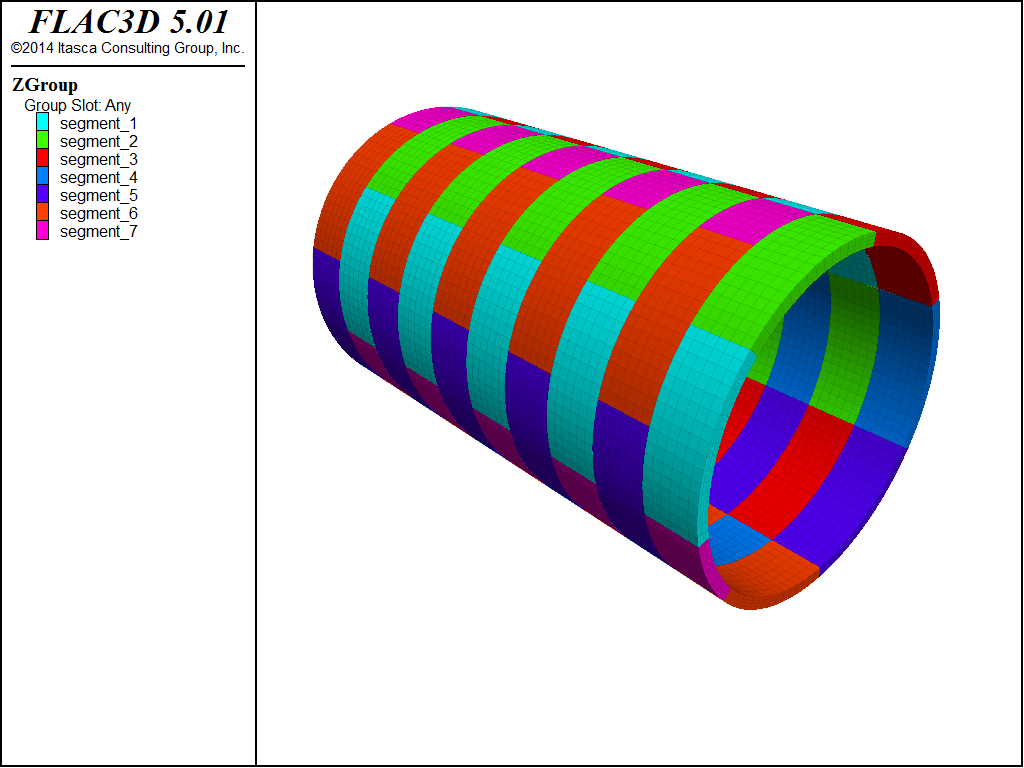 FLAC3D 5.01
©2014 Itasca Consulting Group, Inc.
ZGroup
Group Slot: Any
segment_1
segment_2
segment_3
segment_4
segment_5
segment_6
segment_7